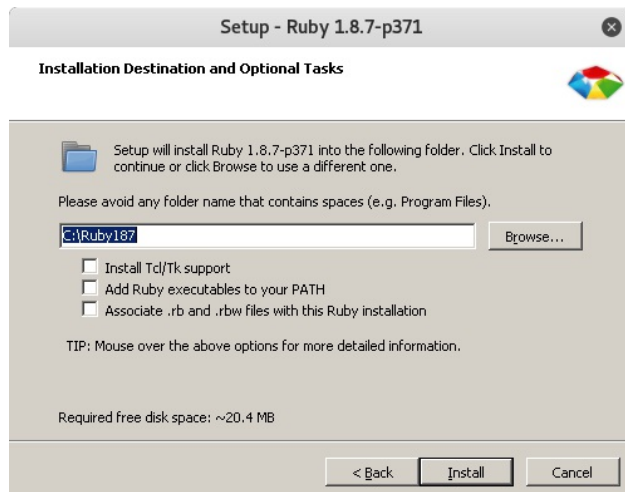 Setup - Ruby 1.8.7-p371
Installation Destination and Optional Tasks
Setup will install Ruby 1.8.7-p371 into the following folder. Click Install to
continue or click Browse to use a different one.
Please avoid any folder name that contains spaces (e.g. Program Files).
C:\Ruby187
Browse...
Install Tcl/Tk support
Add Ruby executables to your PATH
Associate .rb and .rbw files with this Ruby installation
TIP: Mouse over the above options for more detailed information.
Required free disk space: ~20.4 MB
< Back
Install
Cancel